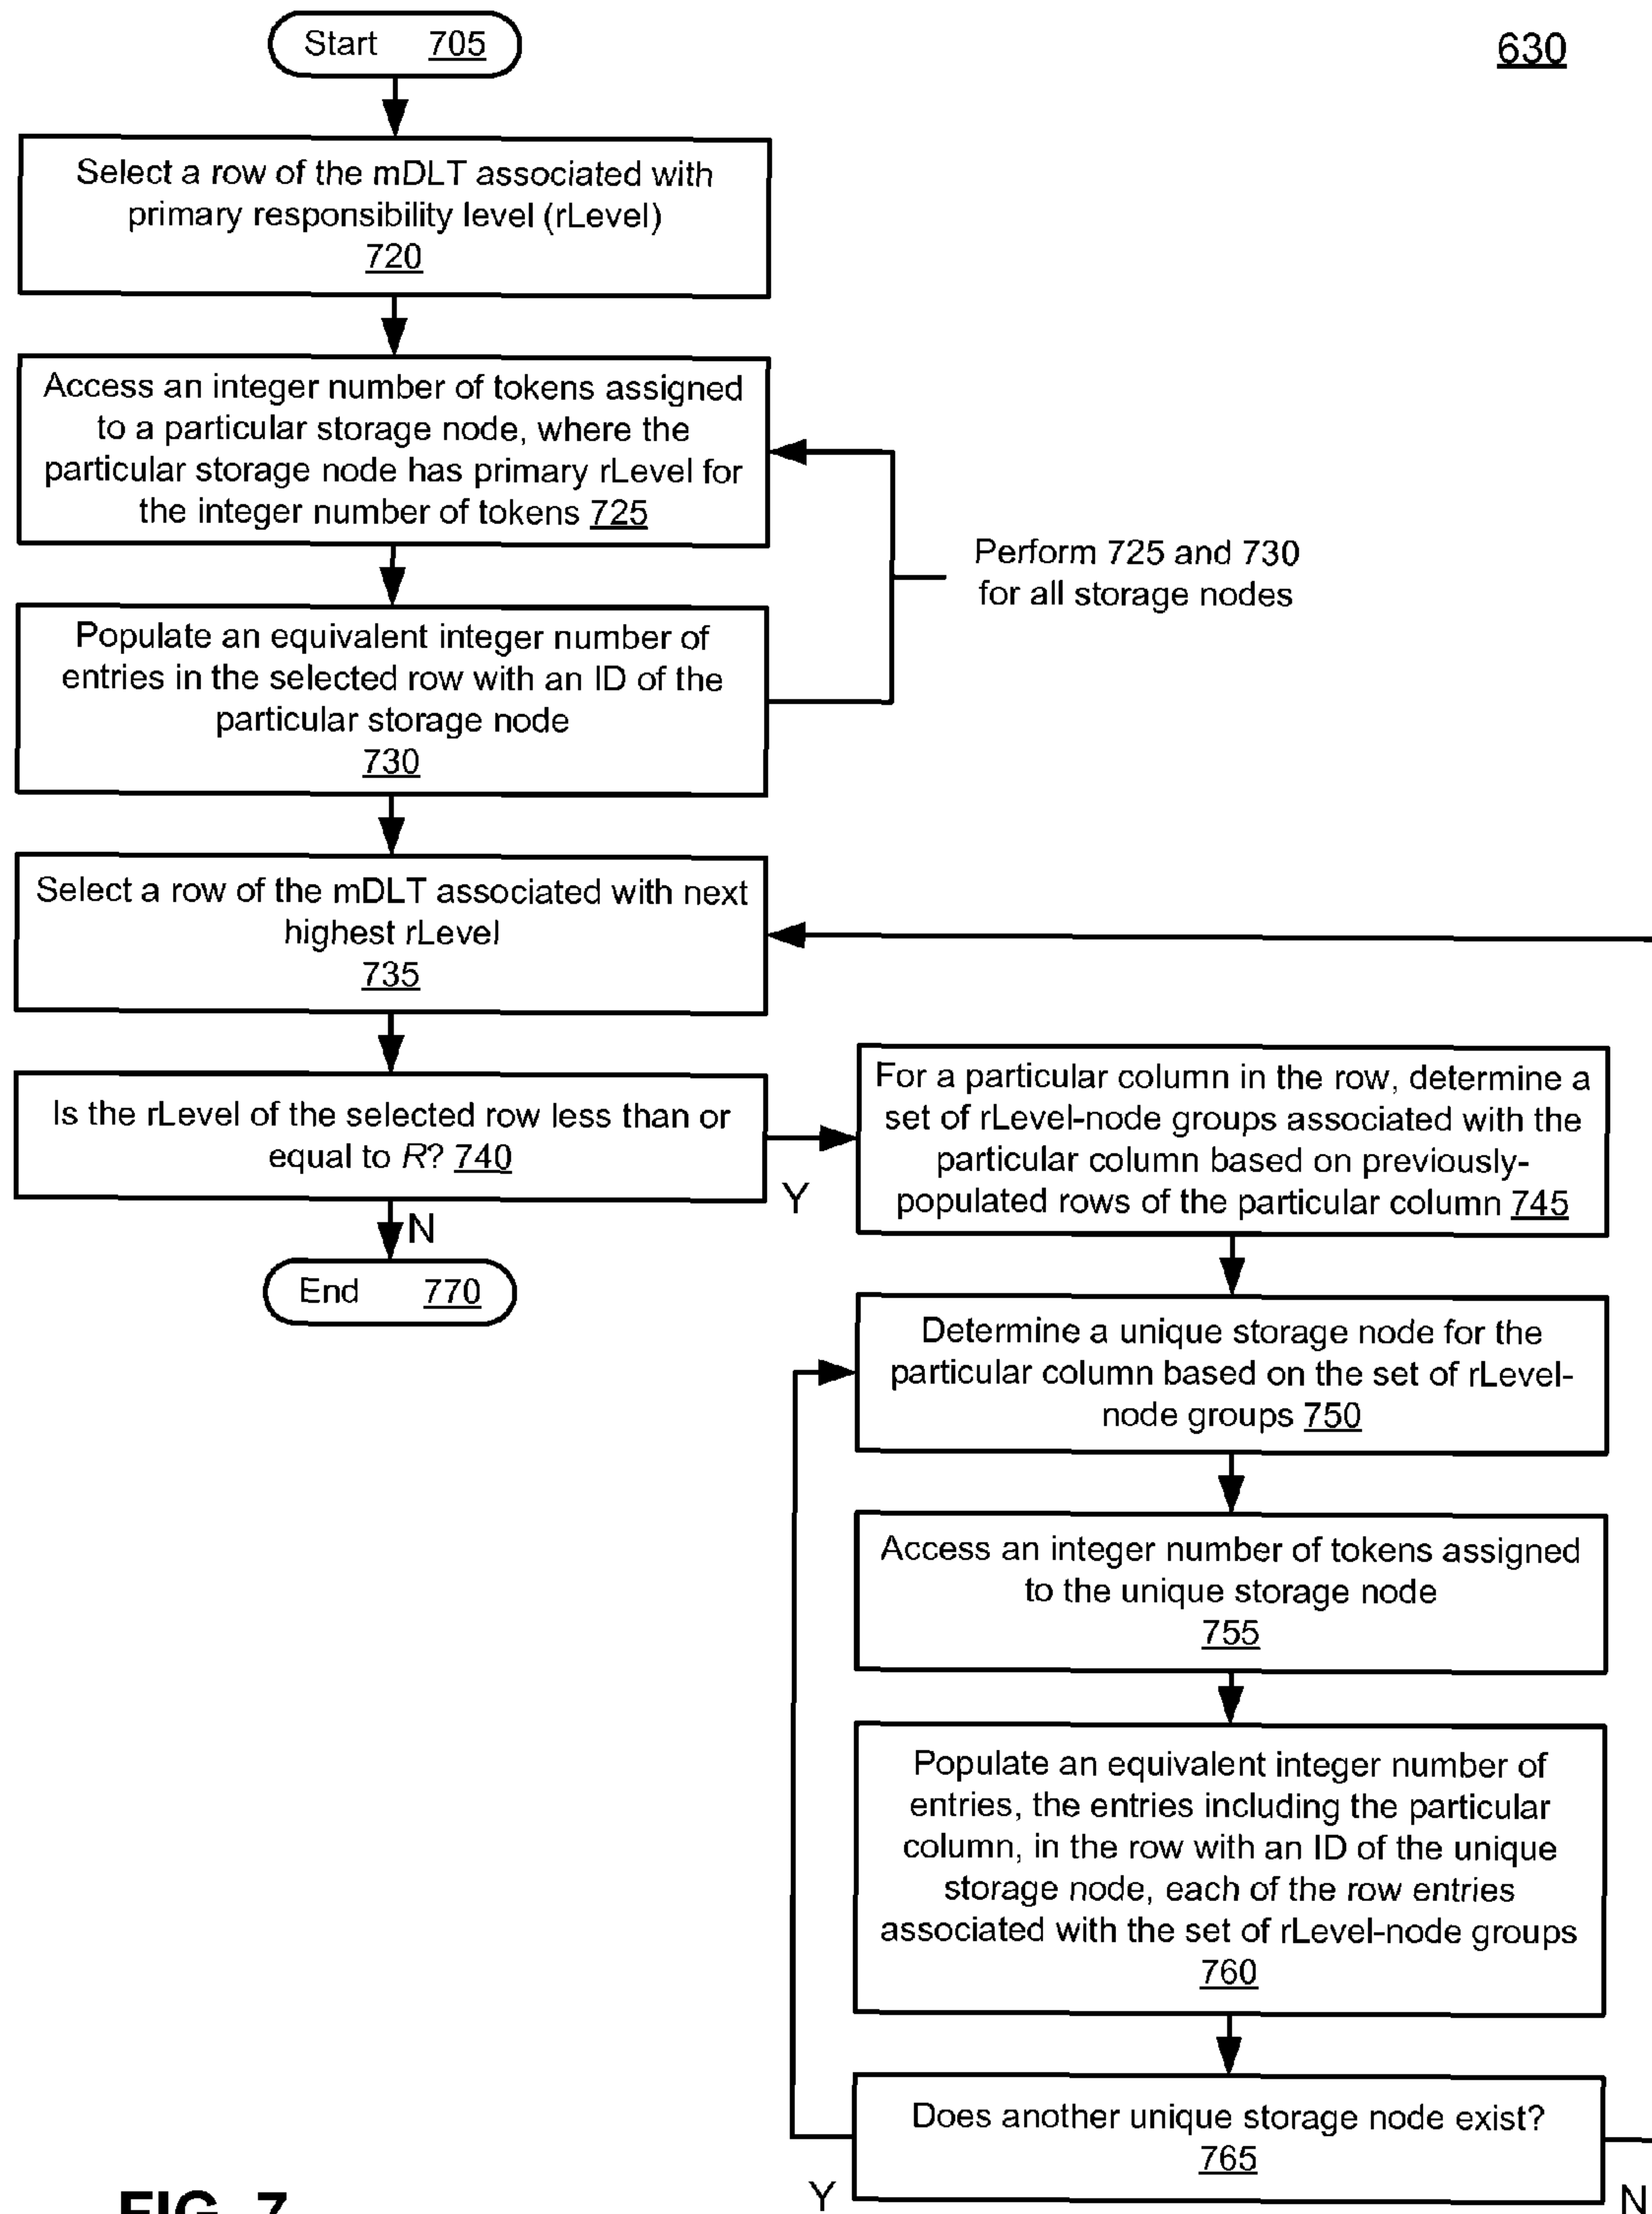 Start 705
630
Select a row of the mDLT associated with
primary responsibility level (rLevel)
720
Access an integer number of tokens assigned
to a particular storage node, where the
particular storage node has primary rLevel for
the integer number of tokens 725
Perform 725 and 730
for all storage nodes
Populate an equivalent integer number of
entries in the selected row with an ID of the
particular storage node
730
Select a row of the mDLT associated with next
highest rLevel
735
Is the rLevel of the selected row less than or
equal to R? 740
Y
N
End 770
For a particular column in the row, determine a
set of rLevel-node groups associated with the
particular column based on previously-
populated rows of the particular column 745
Determine a unique storage node for the
particular column based on the set of rLevel-
node groups 750
Access an integer number of tokens assigned
to the unique storage node
755
Populate an equivalent integer number of
entries, the entries including the particular
column, in the row with an ID of the unique
storage node, each of the row entries
associated with the set of rLevel-node groups
760
Does another unique storage node exist?
765
Y
N
FIG. 7